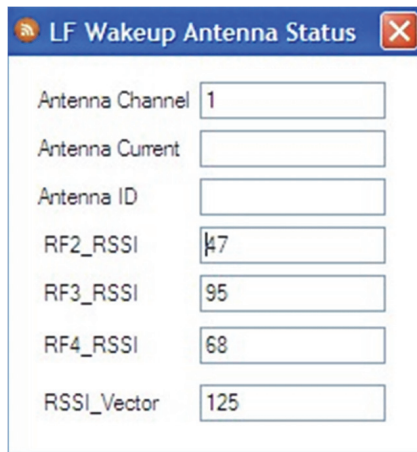 LF Wakeup Antenna Status
Antenna Channel 1
Antenna Current
Antenna ID
RF2_RSSI 47
RF3_RSSI 95
RF4_RSSI 68
RSSI_Vector 125